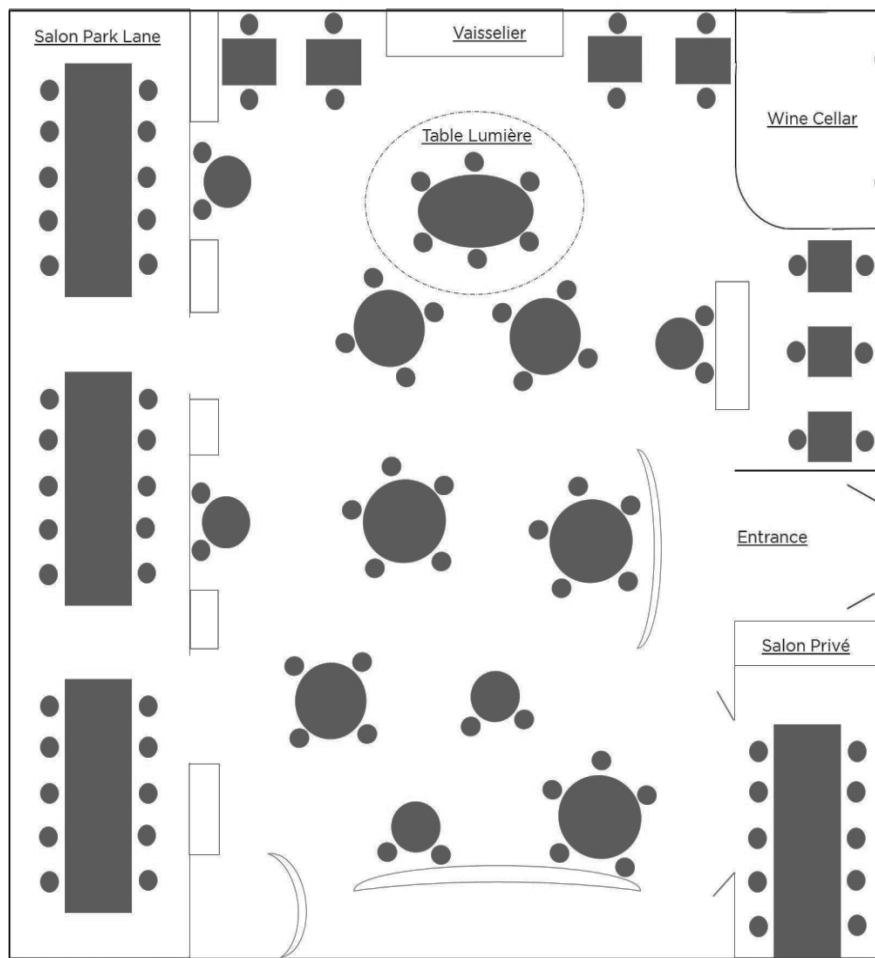 Salon Park Lane
Vaisselier
Table Lumière
Wine Cellar
Entrance
Salon Privé